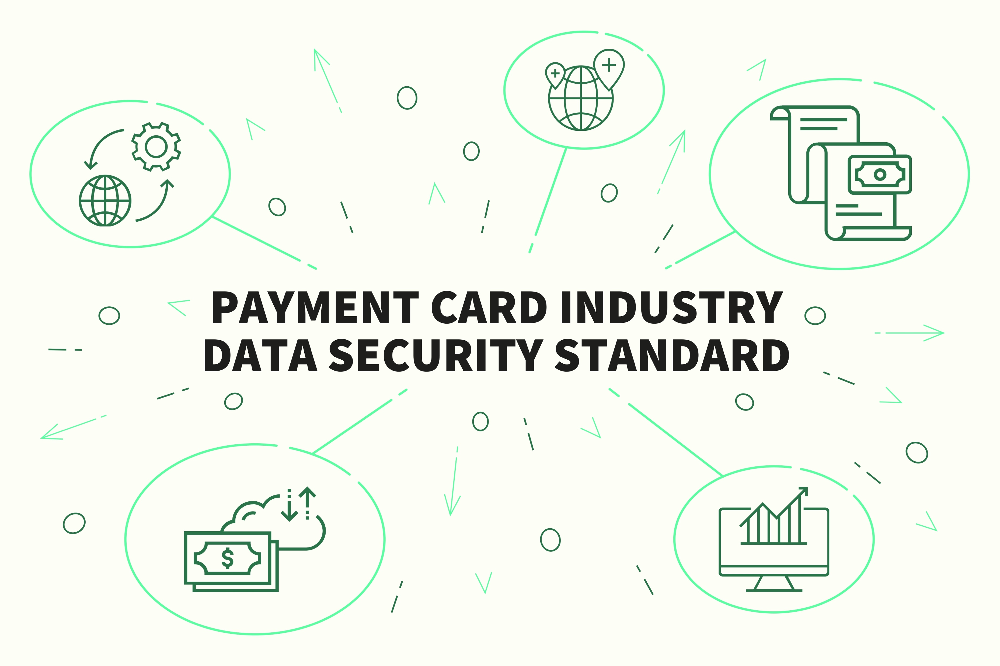 PAYMENT CARD INDUSTRY
DATA SECURITY STANDARD
$